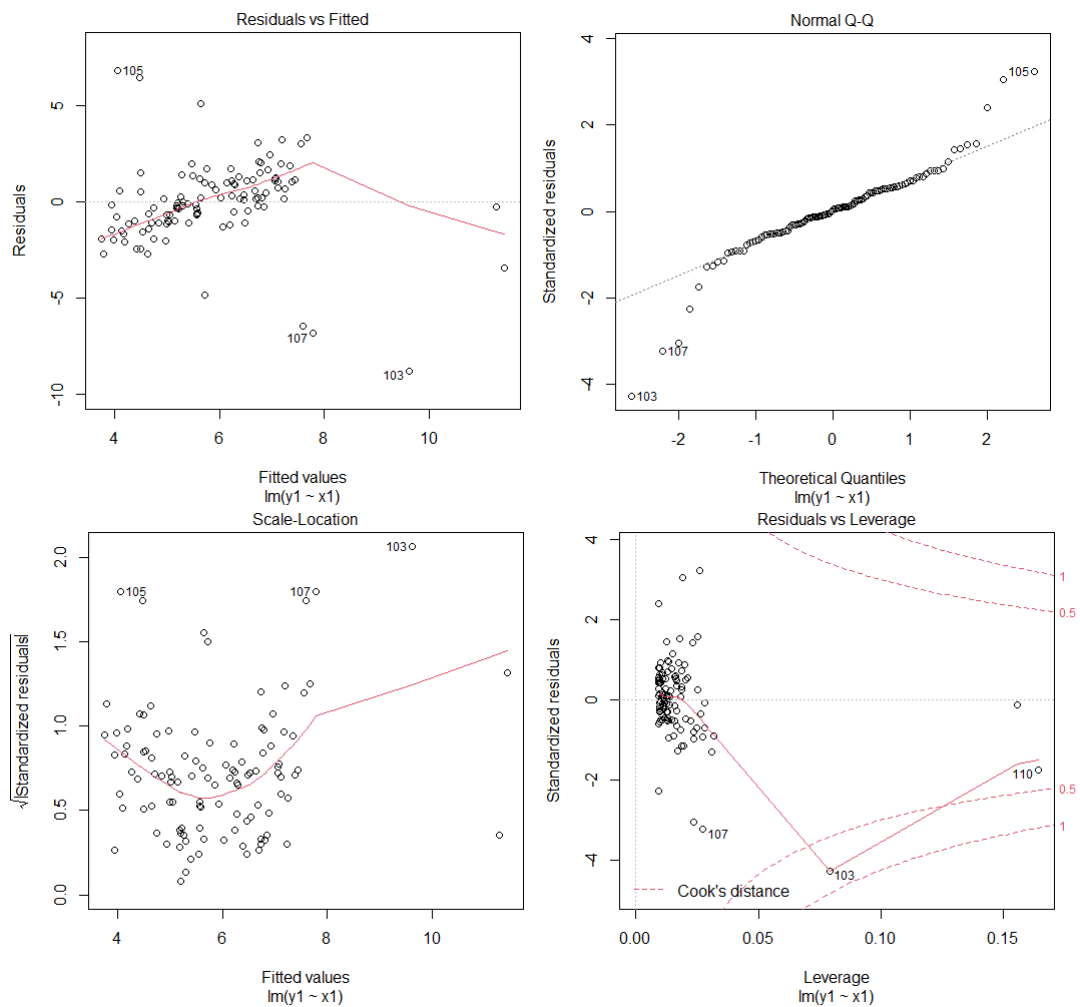 Residuals vs Fitted
Residuals
5
0
-5
-10
105
107
103
4 6 8 10
Fitted values
lm(y1 ~ x1)
Normal Q-Q
Standardized residuals
4
2
0
-2
-4
105
107
103
-2 -1 0 1 2
Theoretical Quantiles
lm(y1 ~ x1)
Scale-Location
√|Standardized residuals|
2.0
1.5
1.0
0.5
0.0
103
105
107
4 6 8 10
Fitted values
lm(y1 ~ x1)
Residuals vs Leverage
Standardized residuals
4
2
0
-2
-4
1
0.5
110
0.5
107
1
103
Cook's distance
0.00 0.05 0.10 0.15
Leverage
lm(y1 ~ x1)